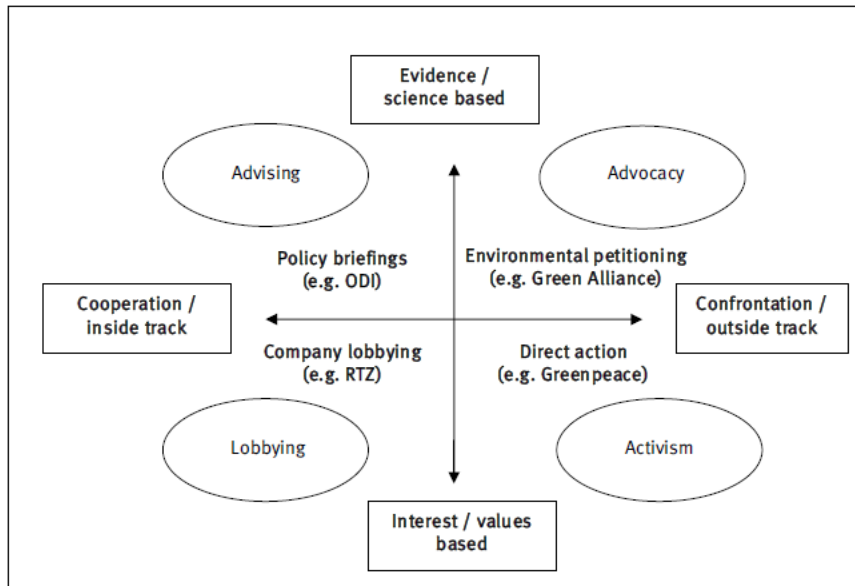 Evidence /
science based
Advising
Advocacy
Policy briefings
(e.g. ODI)
Environmental petitioning
(e.g. Green Alliance)
Cooperation /
inside track
Confrontation /
outside track
Company lobbying
(e.g. RTZ)
Direct action
(e.g. Greenpeace)
Lobbying
Activism
Interest / values
based